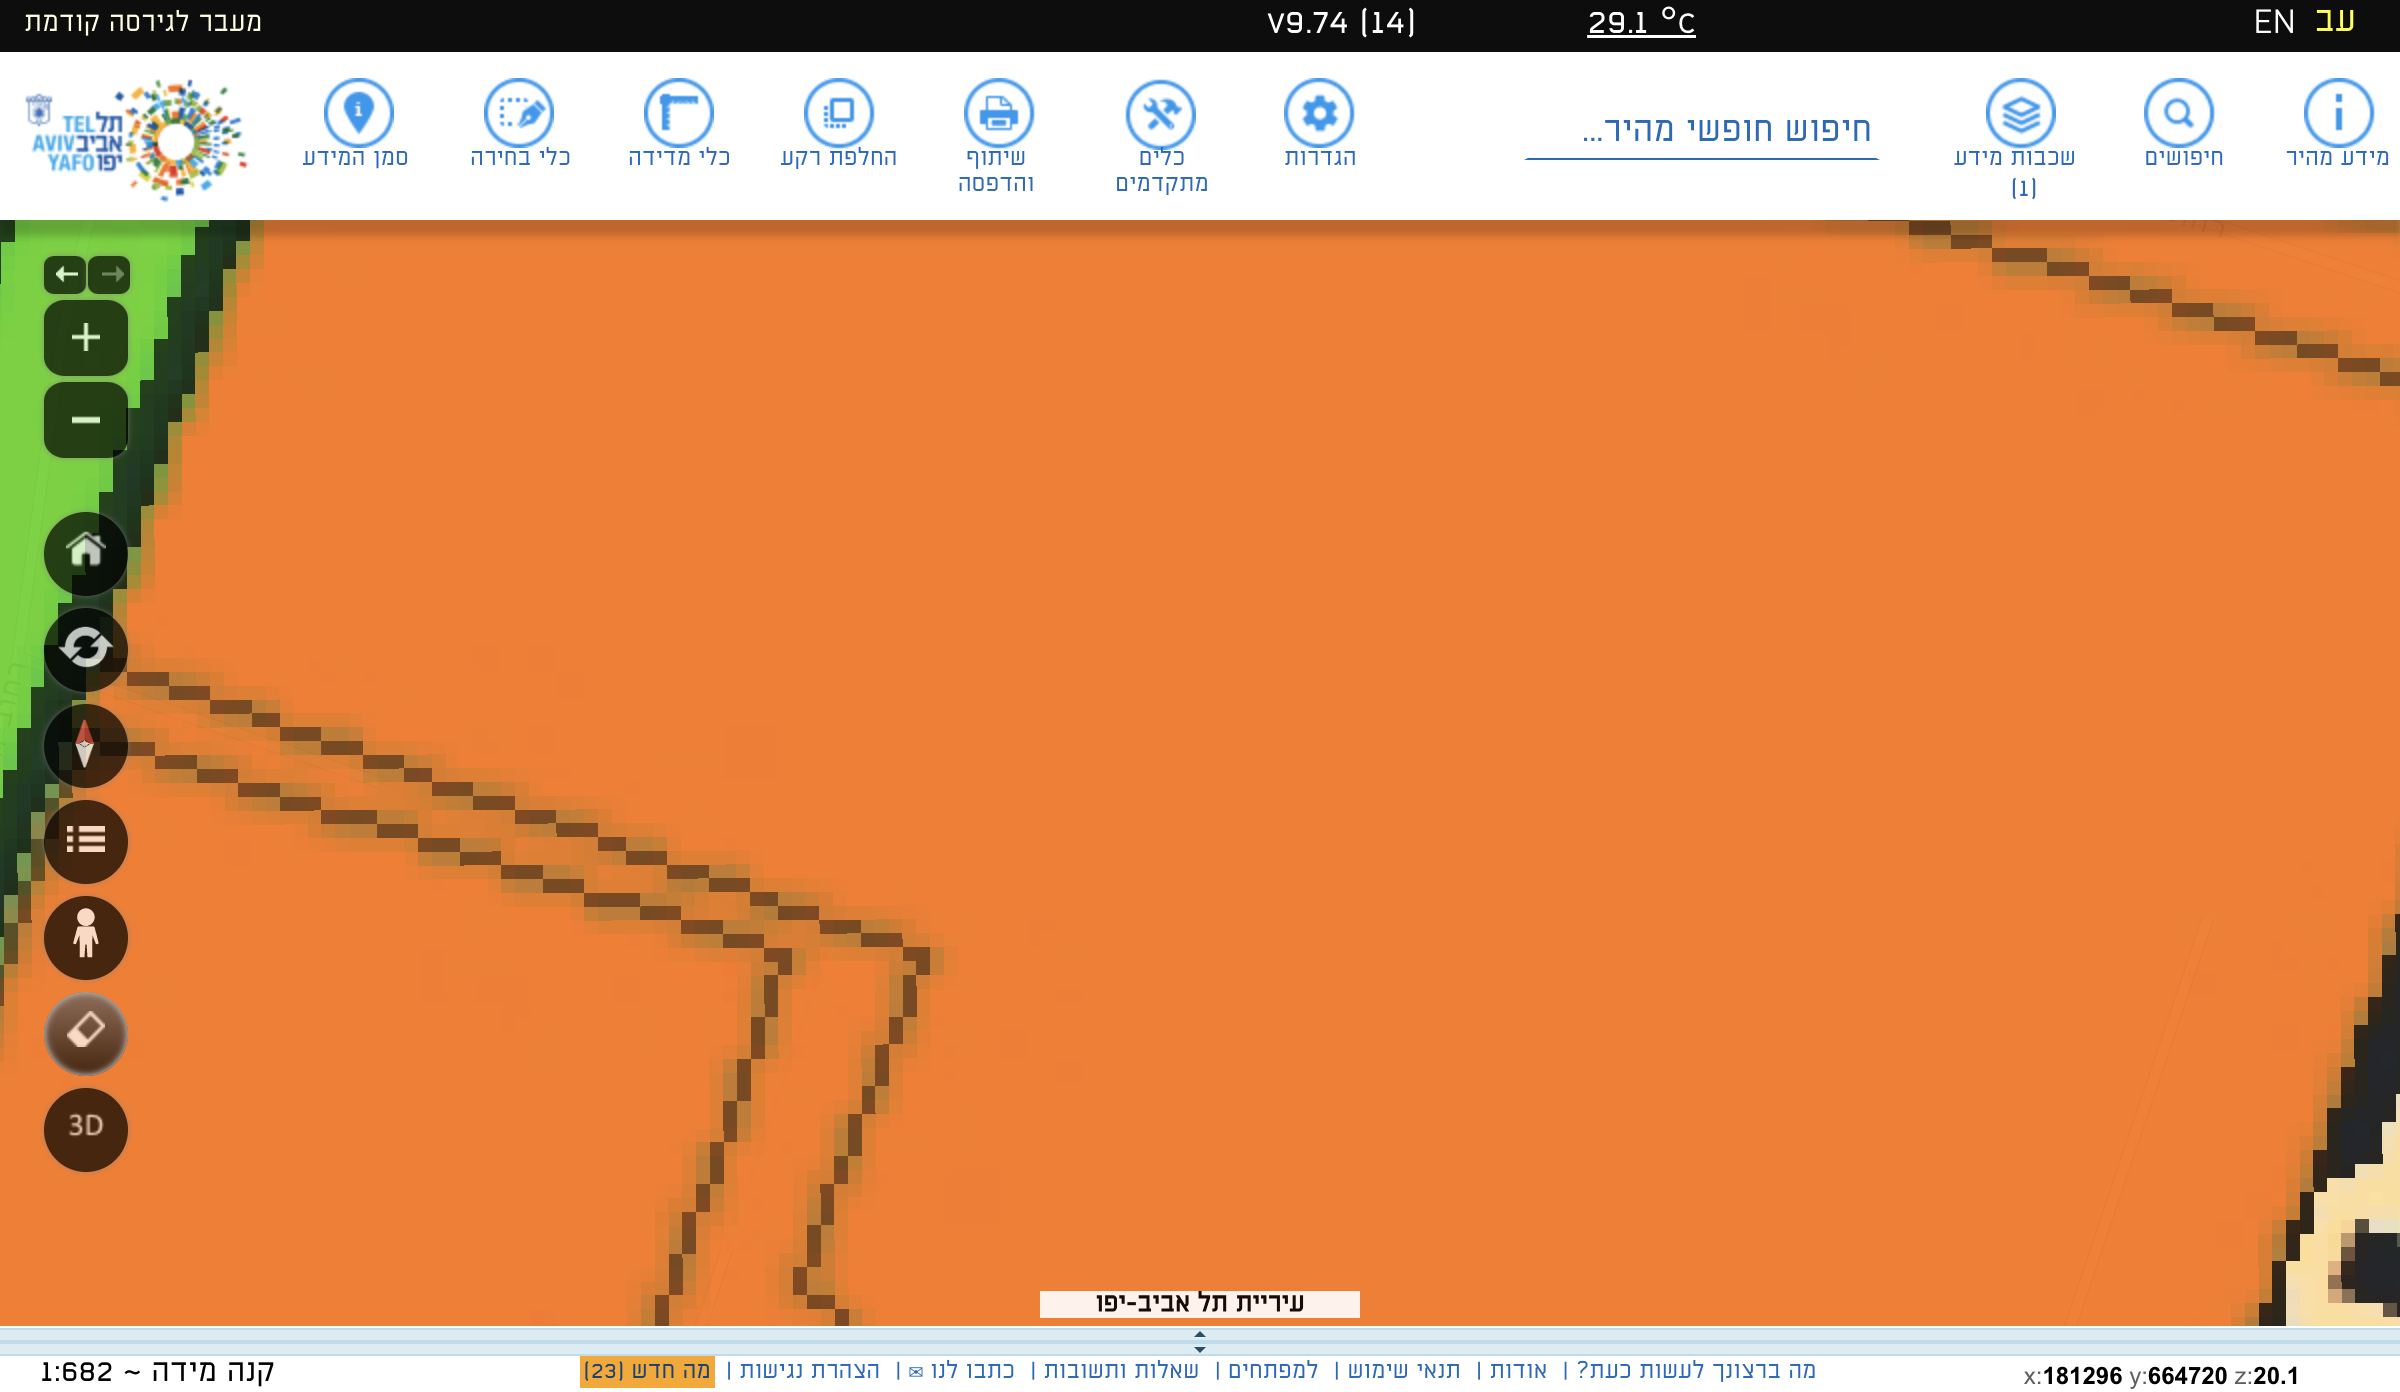 עב EN
29.1 °C
V9.74 (14)
מעבר לגירסה קודמת
מידע מהיר
חיפושים
שכבות מידע
(1)
חיפוש חופשי מהיר...
הגדרות
כלים
מתקדמים
שיתוף
והדפסה
החלפת רקע
כלי מדידה
כלי בחירה
סמן המידע
תל TEL
אביב AVIV
יפו YAFO
3D
עיריית תל אביב-יפו
x:181296 y:664720 z:20.1
מה ברצונך לעשות כעת? | אודות | תנאי שימוש | למפתחים | שאלות ותשובות | כתבו לנו ✉ | הצהרת נגישות | מה חדש (23)
קנה מידה ~ 1:682